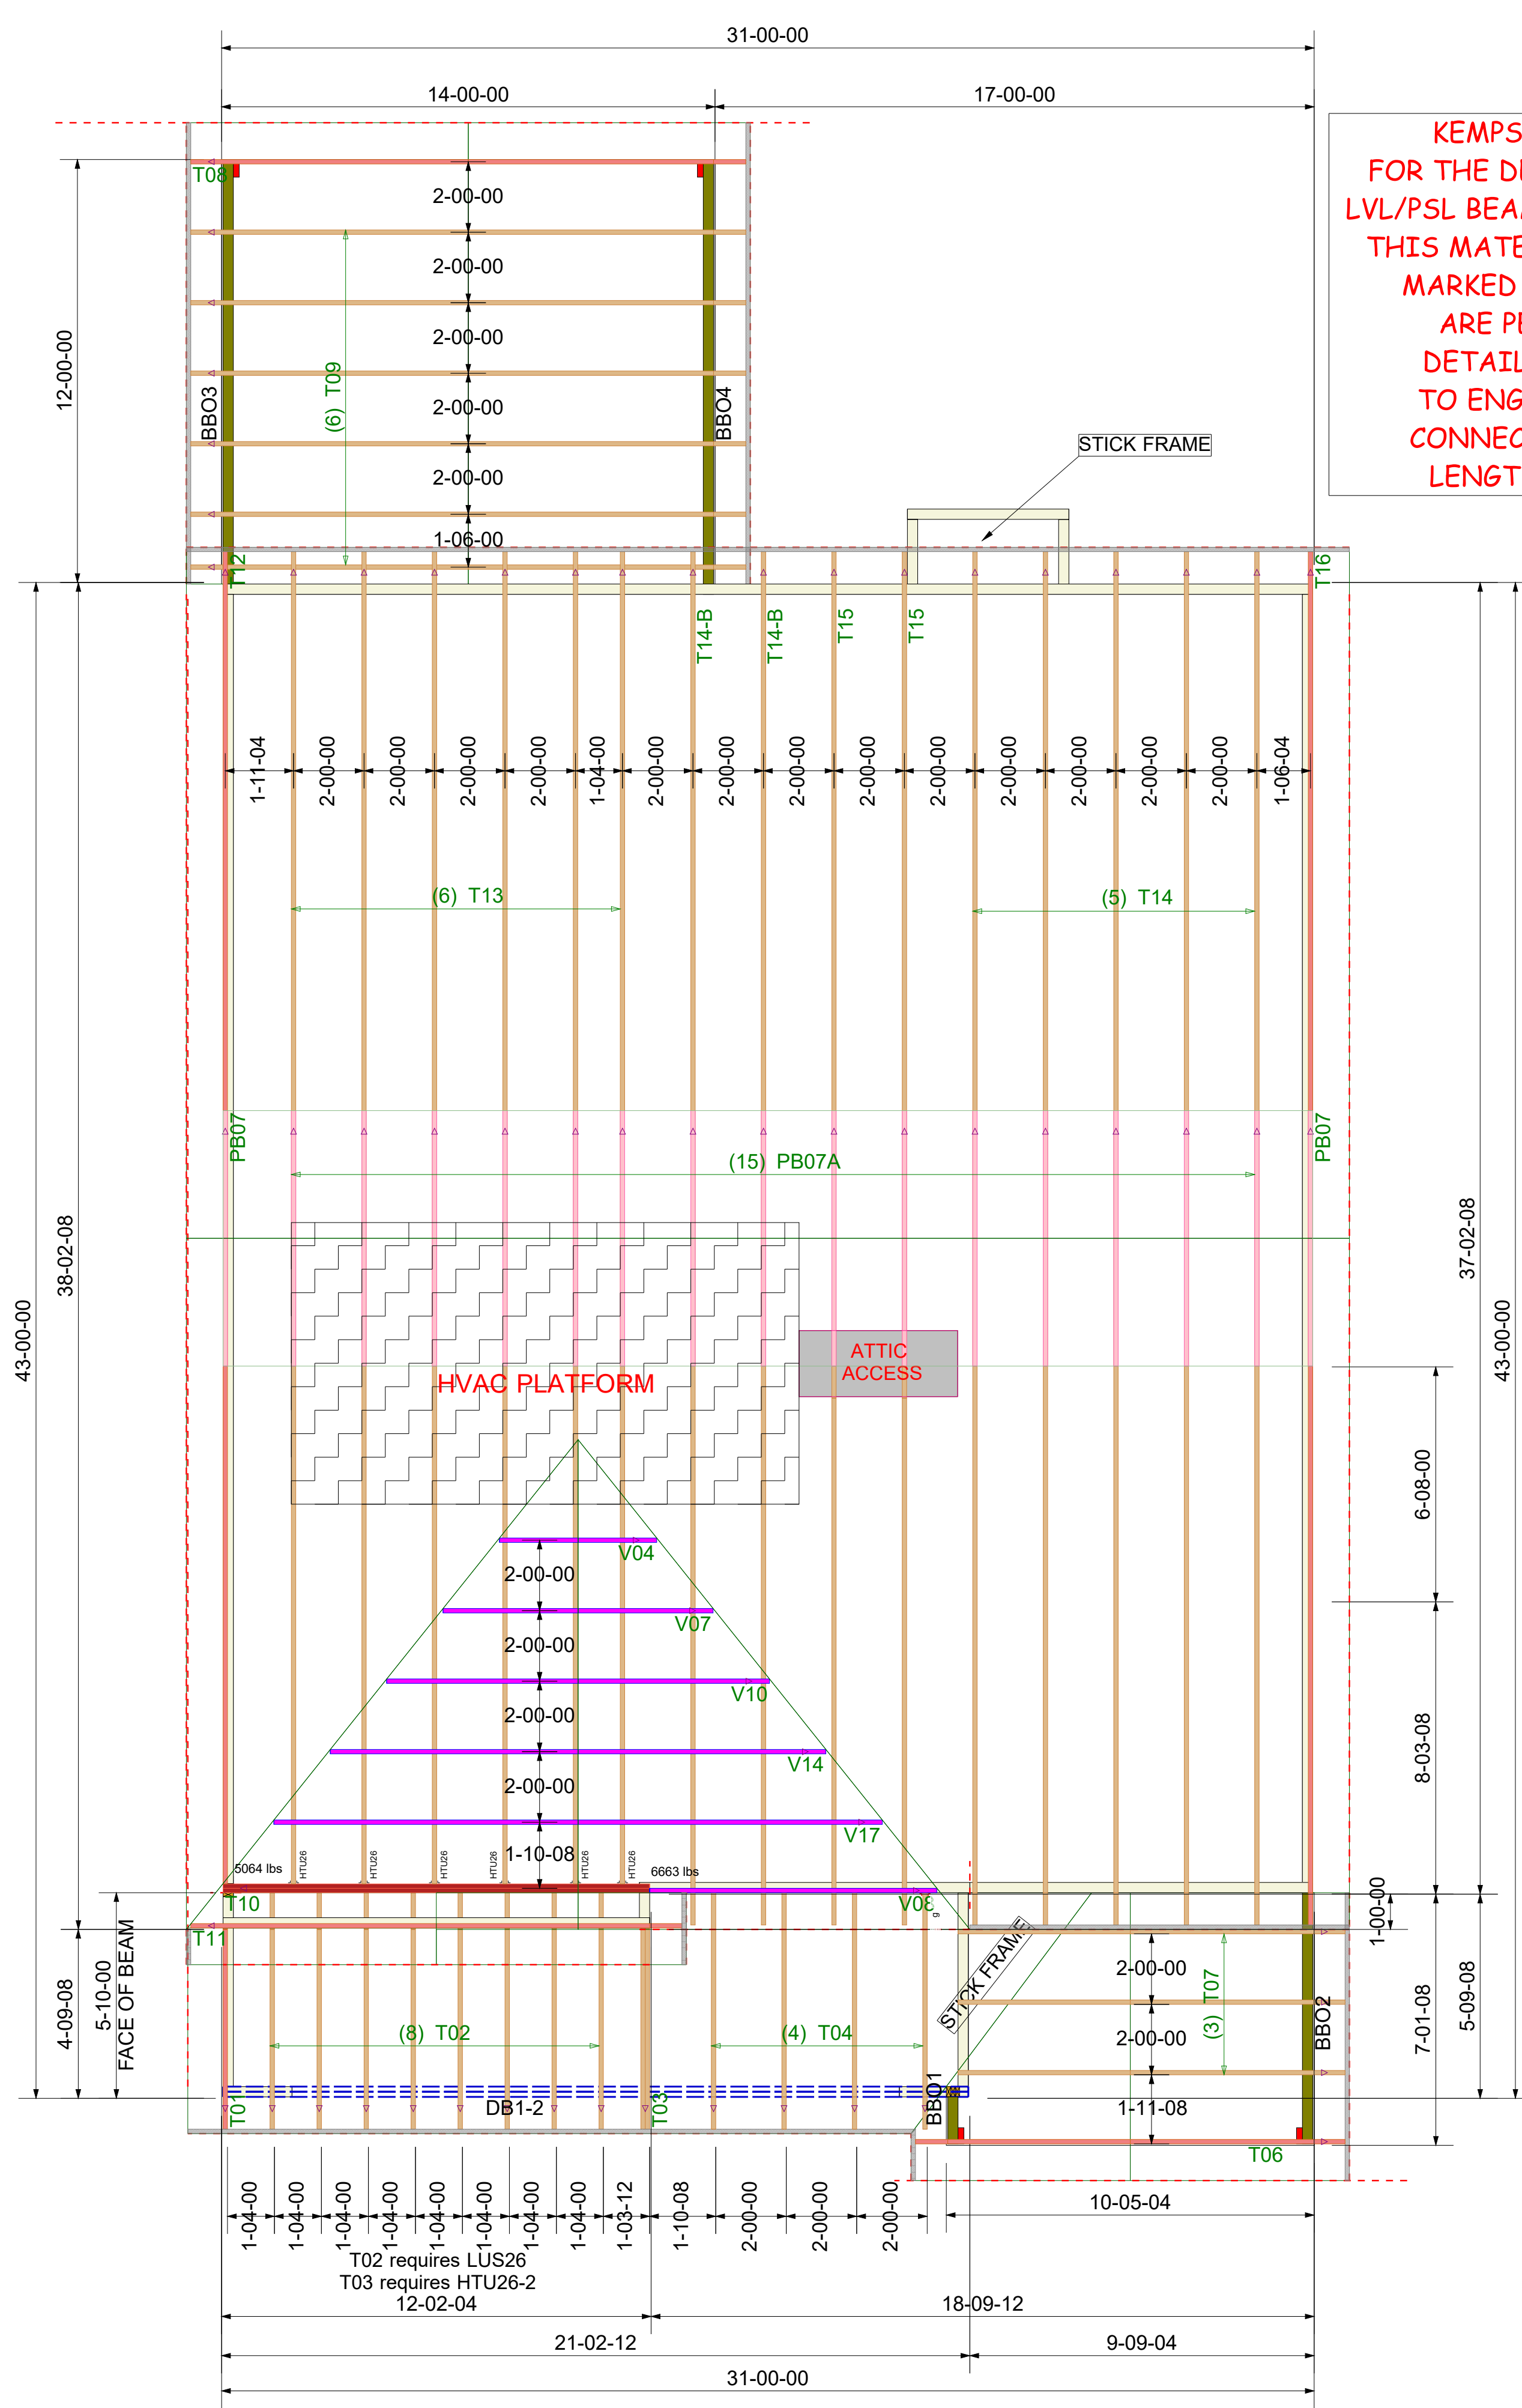 31-00-00
14-00-00
17-00-00
KEMPS
FOR THE D
LVL/PSL BEA
THIS MATE
MARKED
ARE P
DETAIL
TO ENG
CONNEC
LENGT
T08
2-00-00
2-00-00
2-00-00
2-00-00
2-00-00
1-06-00
12-00-00
BBO3
(6) T09
BBO4
STICK FRAME
T12
T16
T14-B
T14-B
T15
T15
1-11-04
2-00-00
2-00-00
2-00-00
2-00-00
1-04-00
2-00-00
2-00-00
2-00-00
2-00-00
2-00-00
2-00-00
2-00-00
2-00-00
2-00-00
1-06-04
(6) T13
(5) T14
PB07
PB07
(15) PB07A
43-00-00
38-02-08
37-02-08
43-00-00
HVAC PLATFORM
ATTIC
ACCESS
6-08-00
V04
2-00-00
V07
2-00-00
V10
2-00-00
V14
2-00-00
V17
1-10-08
8-03-08
5064 lbs
HTU26
HTU26
HTU26
HTU26
HTU26
HTU26
6663 lbs
T10
V08
T11
1-00-00
STICK FRAME
4-09-08
5-10-00
FACE OF BEAM
(8) T02
(4) T04
2-00-00
2-00-00
1-11-08
(3) T07
BBO2
7-01-08
5-09-08
T01
DB1-2
T03
BBO1
T06
1-04-00
1-04-00
1-04-00
1-04-00
1-04-00
1-04-00
1-04-00
1-04-00
1-03-12
1-10-08
2-00-00
2-00-00
2-00-00
10-05-04
T02 requires LUS26
T03 requires HTU26-2
12-02-04
18-09-12
21-02-12
9-09-04
31-00-00